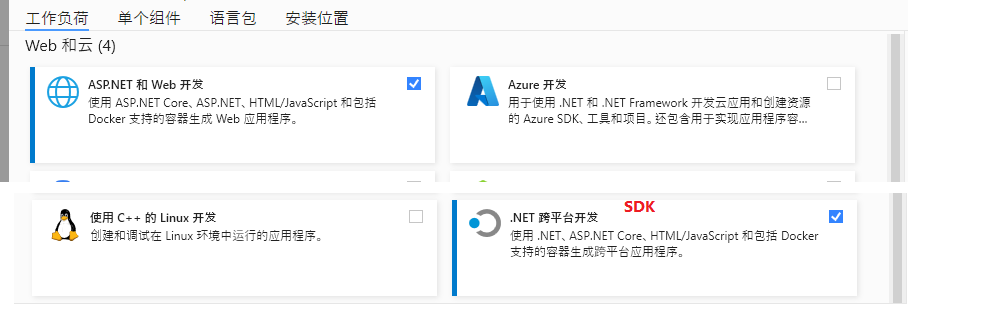 工作负荷 单个组件 语言包 安装位置
Web 和云 (4)
ASP.NET 和 Web 开发
使用 ASP.NET Core、ASP.NET、HTML/JavaScript 和包括
Docker 支持的容器生成 Web 应用程序。
Azure 开发
用于使用 .NET 和 .NET Framework 开发云应用和创建资源
的 Azure SDK、工具和项目。还包含用于实现应用程序容...
使用 C++ 的 Linux 开发
创建和调试在 Linux 环境中运行的应用程序。
.NET 跨平台开发
SDK
使用 .NET、ASP.NET Core、HTML/JavaScript 和包括 Docker
支持的容器生成跨平台应用程序。